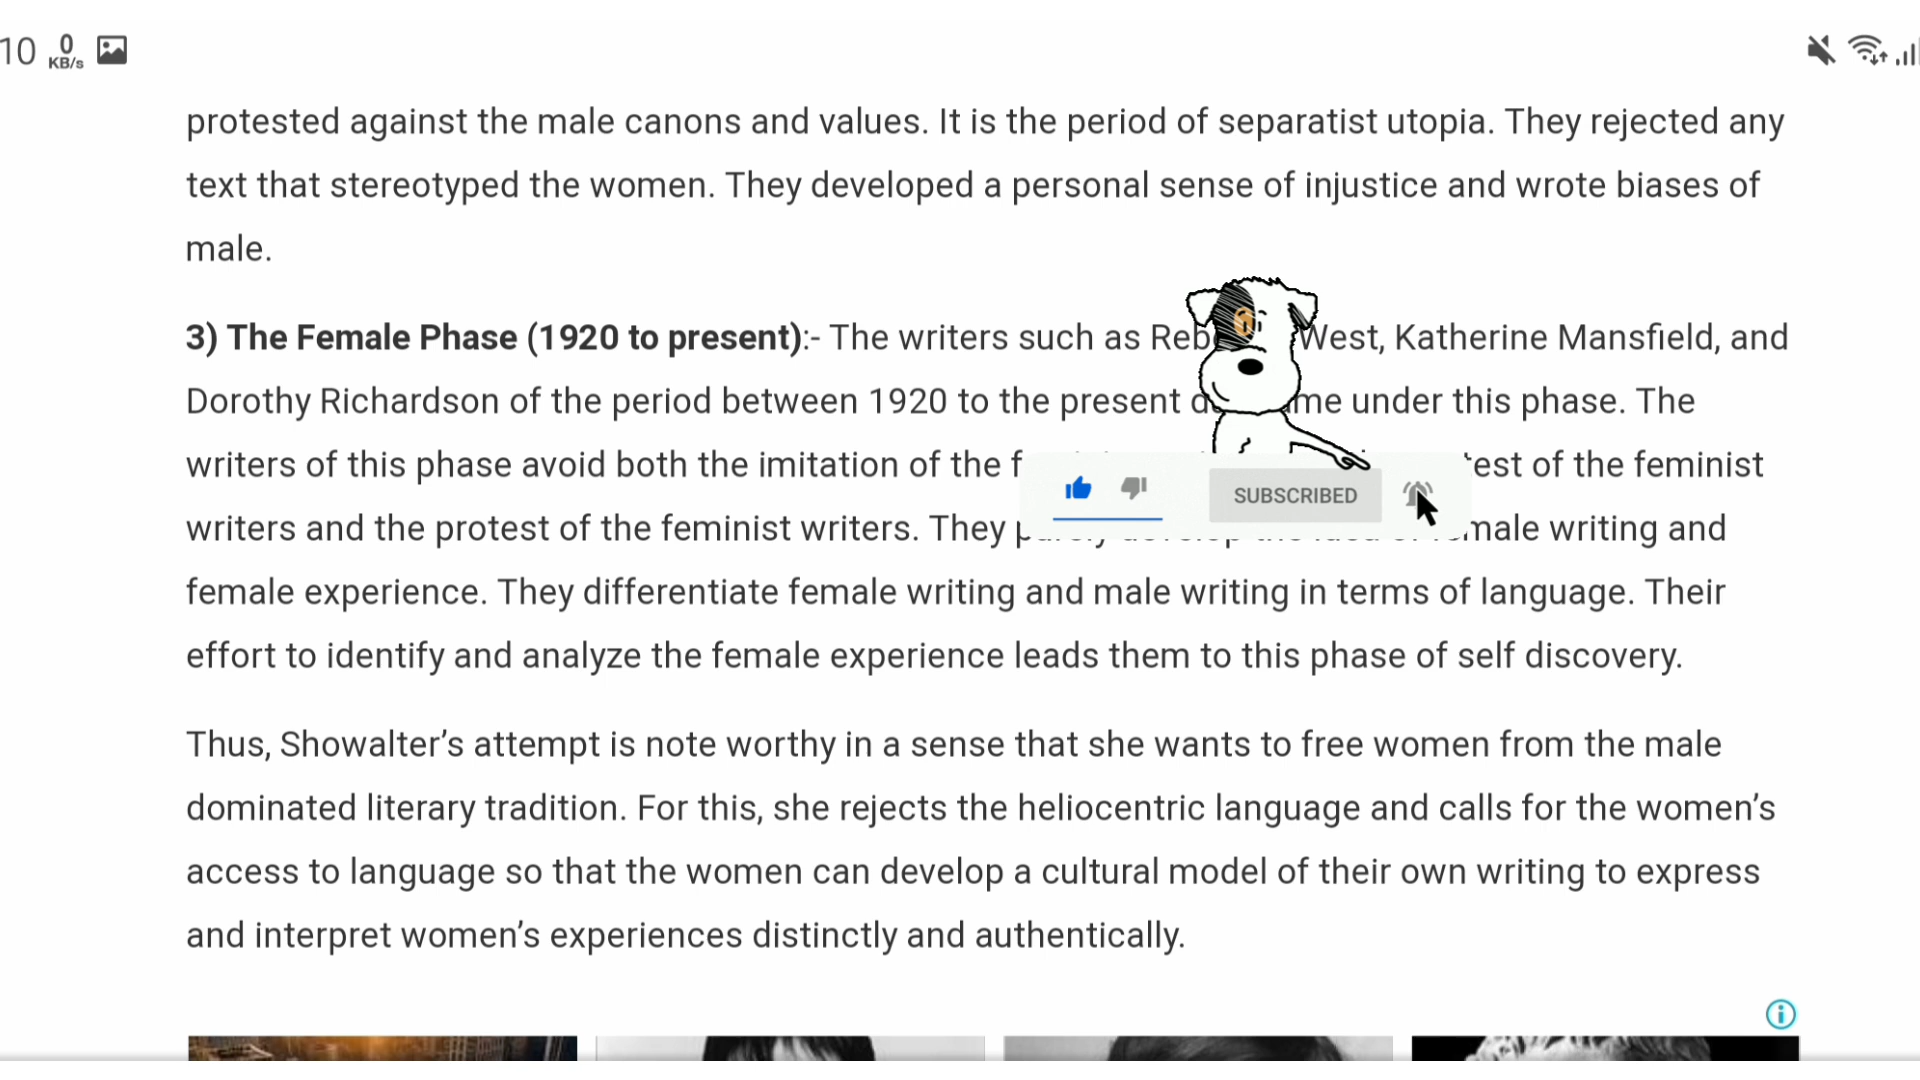 10 0 KB/s
protested against the male canons and values. It is the period of separatist utopia. They rejected any
text that stereotyped the women. They developed a personal sense of injustice and wrote biases of
male.
3) The Female Phase (1920 to present):- The writers such as West, Katherine Mansfield, and
Dorothy Richardson of the period between 1920 to the present under this phase. The
writers of this phase avoid both the imitation of the of the feminist
SUBSCRIBED
writers and the protest of the feminist writers. They writing and
female experience. They differentiate female writing and male writing in terms of language. Their
effort to identify and analyze the female experience leads them to this phase of self discovery.
Thus, Showalter’s attempt is note worthy in a sense that she wants to free women from the male
dominated literary tradition. For this, she rejects the heliocentric language and calls for the women’s
access to language so that the women can develop a cultural model of their own writing to express
and interpret women’s experiences distinctly and authentically.